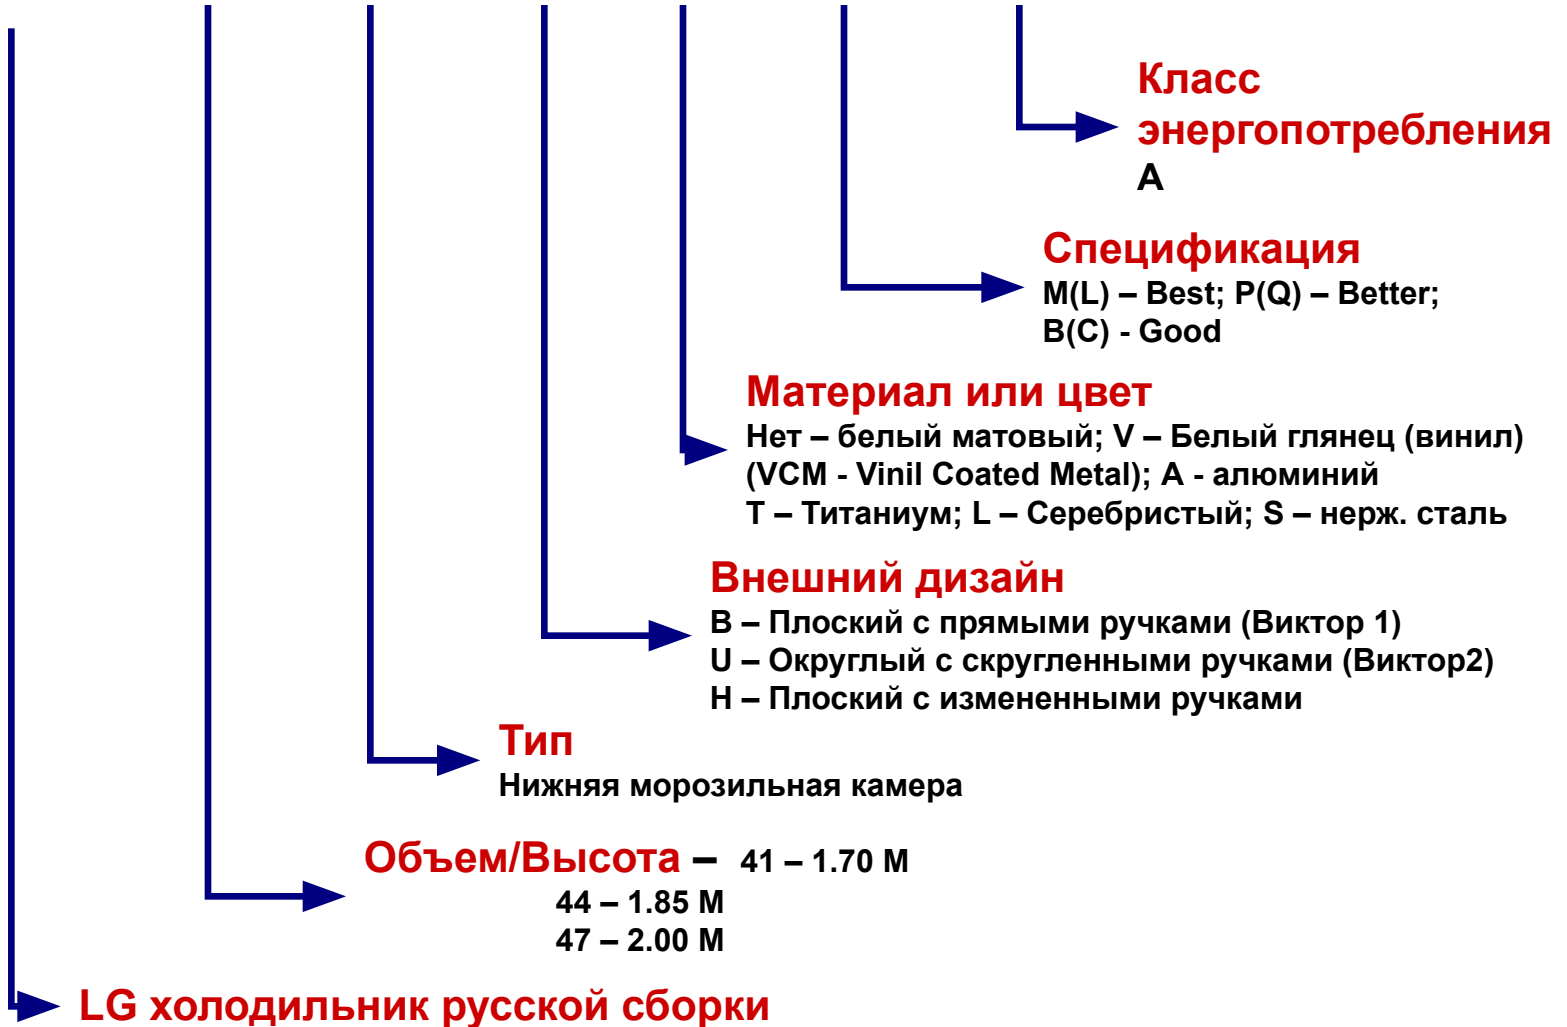 Класс
энергопотребления
А
Спецификация
M(L) – Best; P(Q) – Better;
B(C) - Good
Материал или цвет
Нет – белый матовый; V – Белый глянец (винил)
(VCM - Vinil Coated Metal); A - алюминий
T – Титаниум; L – Серебристый; S – нерж. сталь
Внешний дизайн
B – Плоский с прямыми ручками (Виктор 1)
U – Округлый с скругленными ручками (Виктор2)
H – Плоский с измененными ручками
Тип
Нижняя морозильная камера
Объем/Высота – 41 – 1.70 М
44 – 1.85 М
47 – 2.00 М
LG холодильник русской сборки